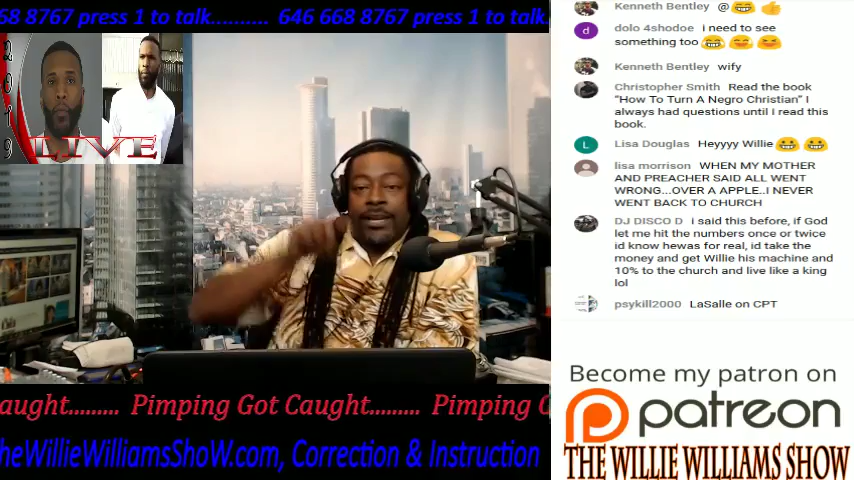 68 8767 press 1 to talk.......... 646 668 8767 press 1 to talk.
2019
LIVE
aught......... Pimping Got Caught......... Pimping G
heWillieWilliamsShoW.com, Correction & Instruction
Kenneth Bentley @😂👍
dolo 4shodoe i need to see
something too 😂😄😆
Kenneth Bentley wify
Christopher Smith Read the book
“How To Turn A Negro Christian” I
always had questions until i read this
book.
L Lisa Douglas Heyyyy Willie 😀😀
lisa morrison WHEN MY MOTHER
AND PREACHER SAID ALL WENT
WRONG...OVER A APPLE..I NEVER
WENT BACK TO CHURCH
DJ DISCO D i said this before, if God
let me hit the numbers once or twice
id know hewas for real, id take the
money and get Willie his machine and
10% to the church and live like a king
lol
psykill2000 LaSalle on CPT
Become my patron on
patreon
THE WILLIE WILLIAMS SHOW